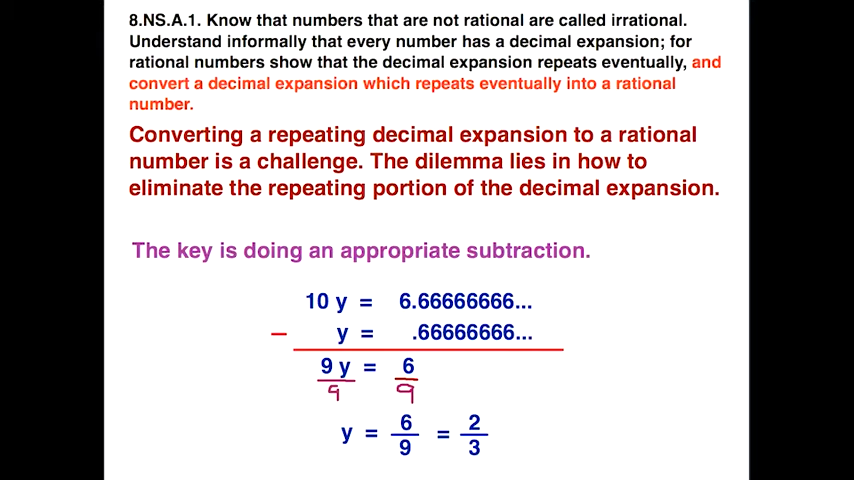 8.NS.A.1. Know that numbers that are not rational are called irrational.
Understand informally that every number has a decimal expansion; for
rational numbers show that the decimal expansion repeats eventually, and
convert a decimal expansion which repeats eventually into a rational
number.
Converting a repeating decimal expansion to a rational
number is a challenge. The dilemma lies in how to
eliminate the repeating portion of the decimal expansion.
The key is doing an appropriate subtraction.
10 y = 6.66666666...
− y = .66666666...
9 y = 6
9 9
y = 6/9 = 2/3